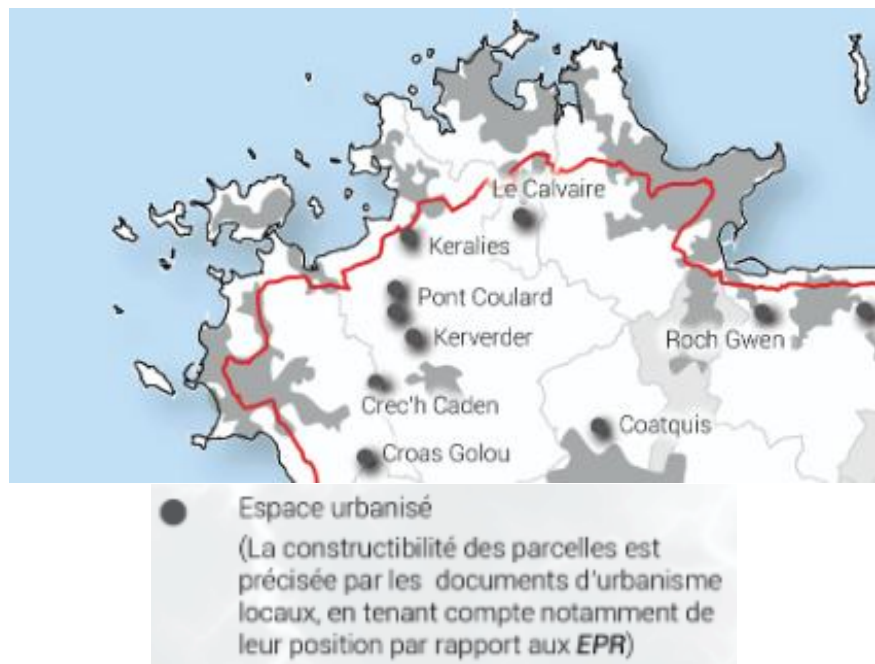 Le Calvaire
Keralies
Pont Coulard
Kerverder
Roch Gwen
Crec'h Caden
Coatquis
Croas Golou
Espace urbanisé
(La constructibilité des parcelles est
précisée par les documents d'urbanisme
locaux, en tenant compte notamment de
leur position par rapport aux EPR)